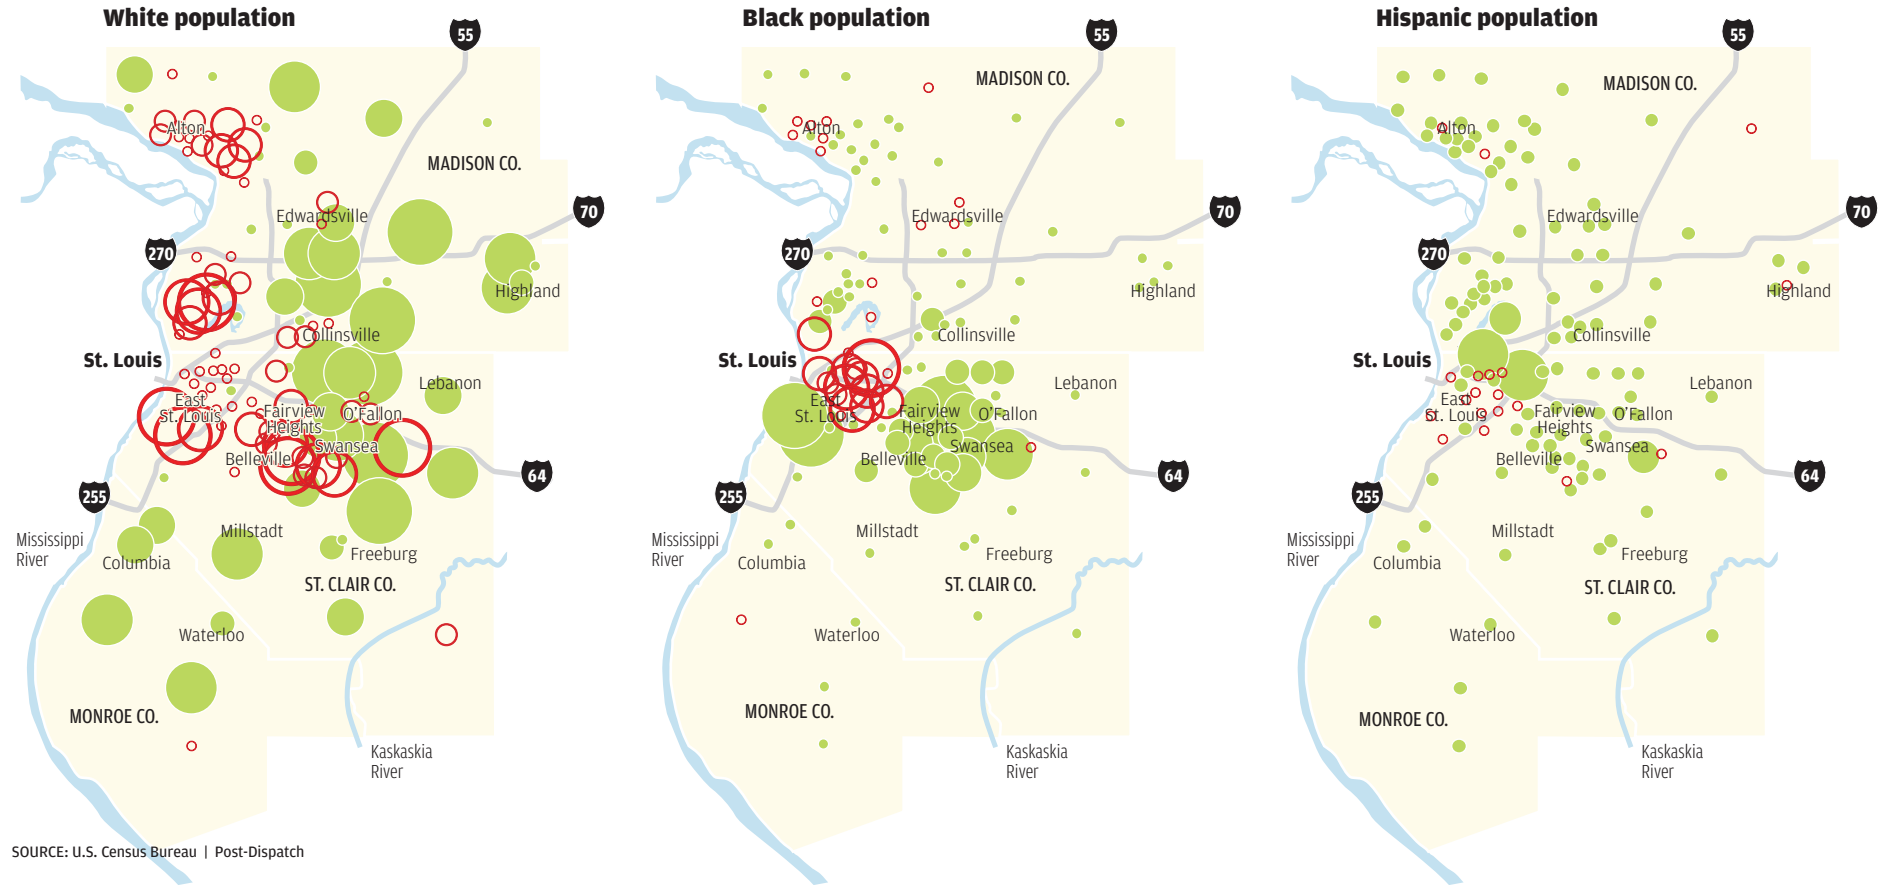 White population
55
Alton
MADISON CO.
Edwardsville
70
270
Highland
Collinsville
St. Louis
Lebanon
East
St. Louis
Fairview
Heights
O'Fallon
Swansea
Belleville
64
255
Mississippi
River
Millstadt
Columbia
Freeburg
ST. CLAIR CO.
Waterloo
MONROE CO.
Kaskaskia
River
Black population
55
MADISON CO.
Alton
Edwardsville
70
270
Highland
Collinsville
St. Louis
Lebanon
East
St. Louis
Fairview
Heights
O'Fallon
Swansea
Belleville
64
255
Mississippi
River
Millstadt
Columbia
Freeburg
ST. CLAIR CO.
Waterloo
MONROE CO.
Kaskaskia
River
Hispanic population
55
MADISON CO.
Alton
Edwardsville
70
270
Highland
Collinsville
St. Louis
Lebanon
East
St. Louis
Fairview
Heights
O'Fallon
Swansea
Belleville
64
255
Mississippi
River
Millstadt
Columbia
Freeburg
ST. CLAIR CO.
Waterloo
MONROE CO.
Kaskaskia
River
SOURCE: U.S. Census Bureau | Post-Dispatch